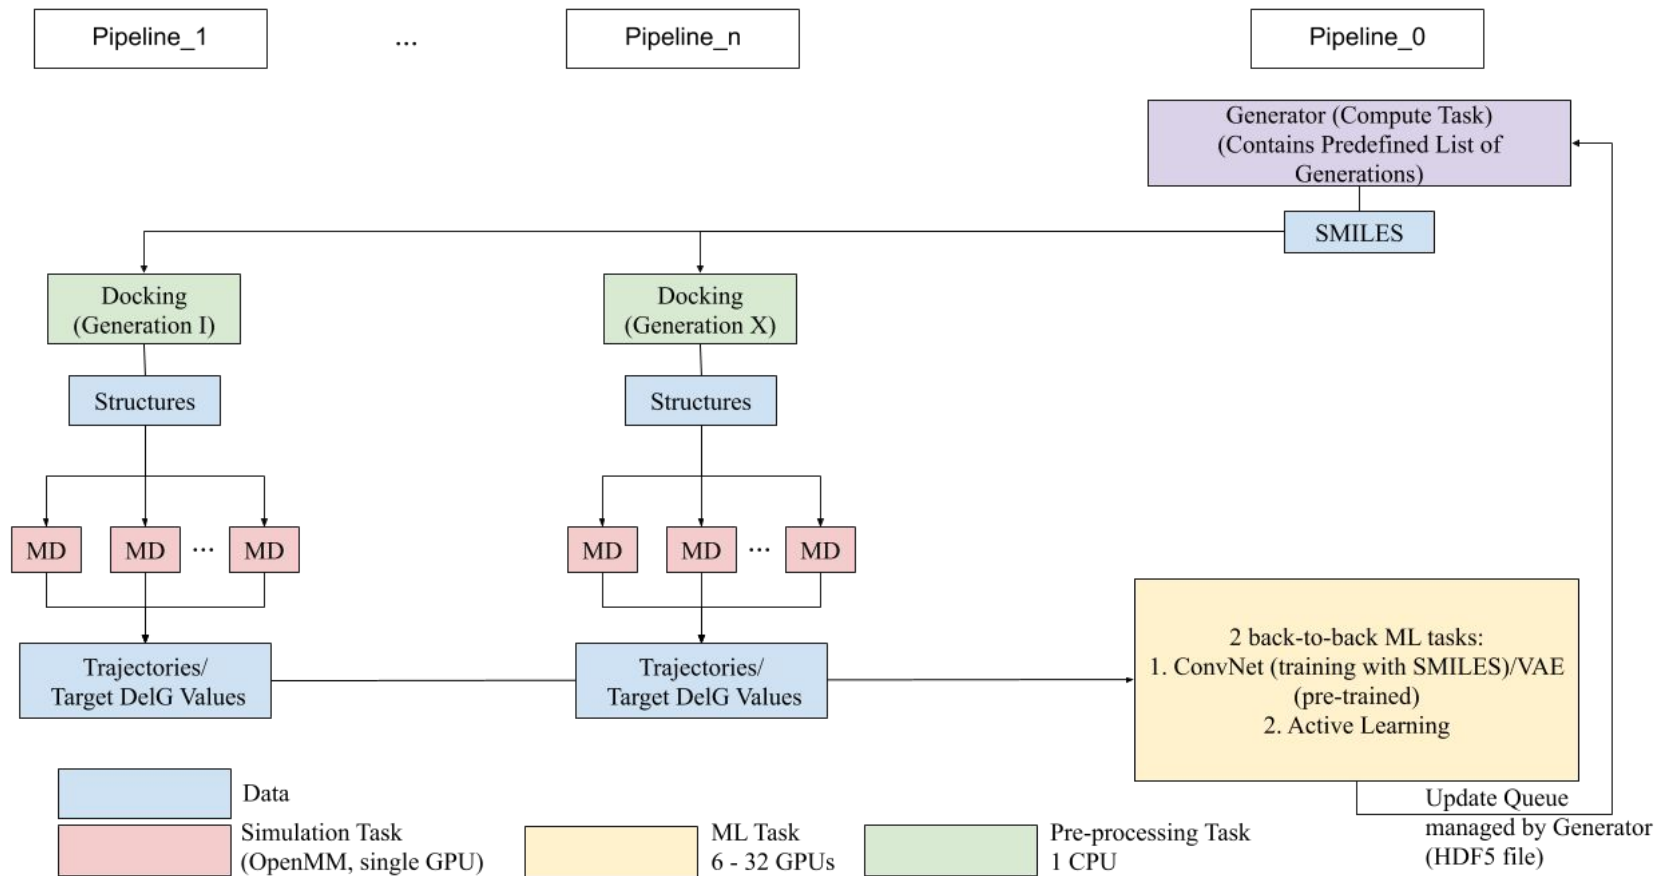 Pipeline_1
...
Pipeline_n
Pipeline_0
Generator (Compute Task)
(Contains Predefined List of
Generations)
SMILES
Docking
(Generation I)
Docking
(Generation X)
Structures
Structures
MD
MD
...
MD
MD
MD
...
MD
Trajectories/
Target DelG Values
Trajectories/
Target DelG Values
2 back-to-back ML tasks:
1. ConvNet (training with SMILES)/VAE
(pre-trained)
2. Active Learning
Update Queue
managed by Generator
(HDF5 file)
Data
Simulation Task
(OpenMM, single GPU)
ML Task
6 - 32 GPUs
Pre-processing Task
1 CPU